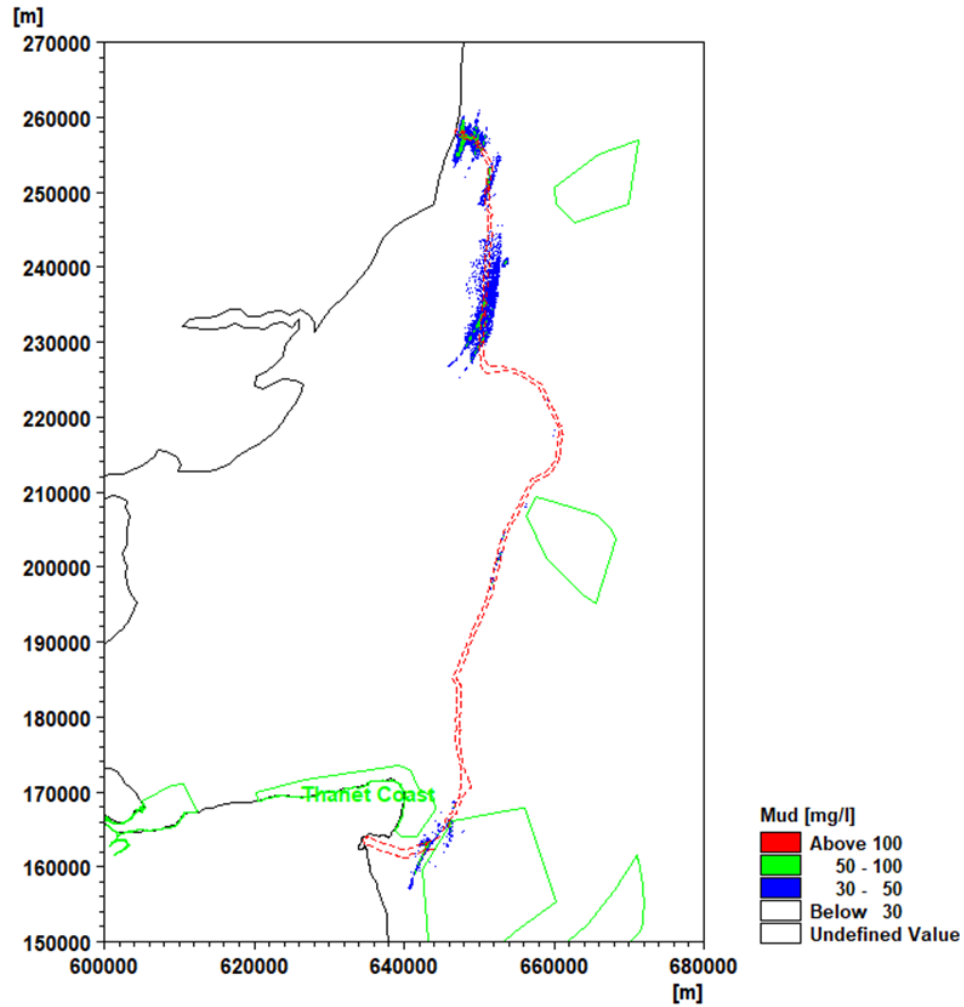 [m]
270000
260000
250000
240000
230000
220000
210000
200000
190000
180000
170000
160000
150000
Thanet Coast
600000 620000 640000 660000 680000
[m]
Mud [mg/l]
Above 100
50 - 100
30 - 50
Below 30
Undefined Value